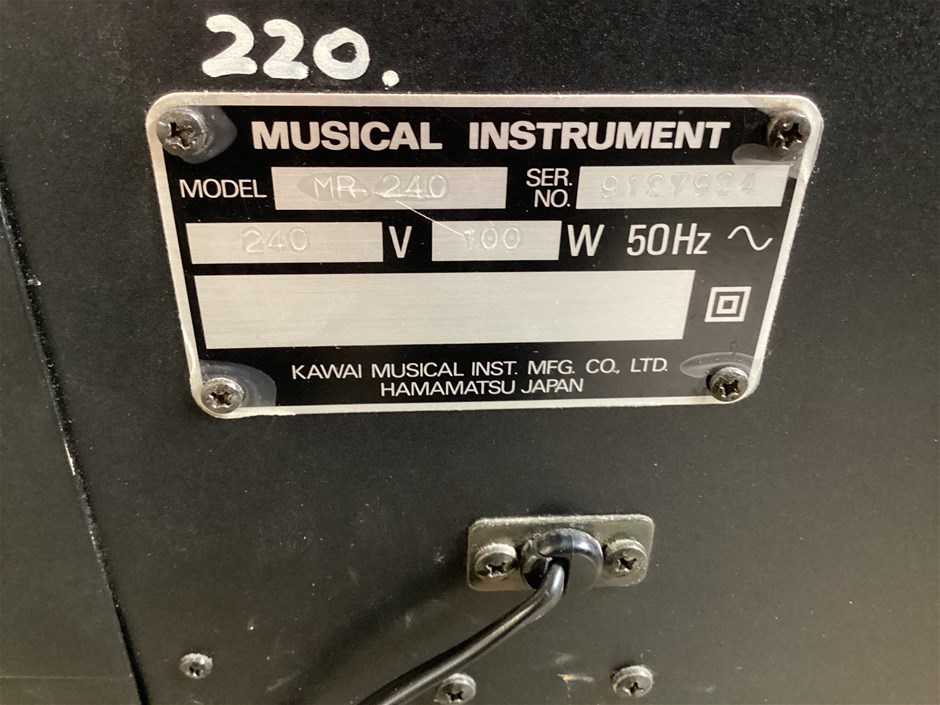 220.
MUSICAL INSTRUMENT
MODEL MR-240 SER. NO.
240 V 100 W 50Hz ~
KAWAI MUSICAL INST. MFG. CO., LTD.
HAMAMATSU JAPAN